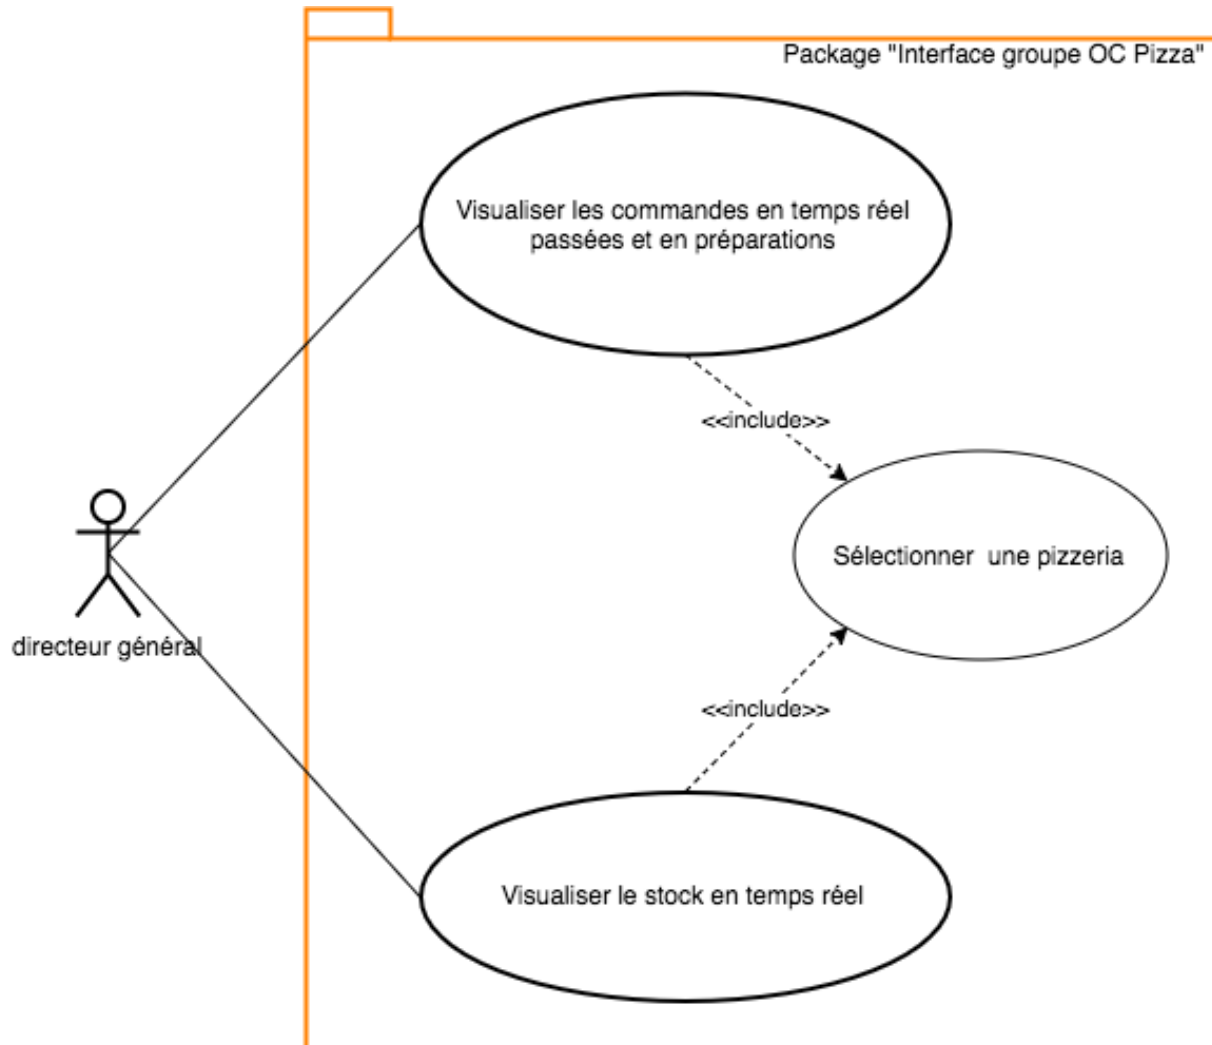 Package "Interface groupe OC Pizza"
Visualiser les commandes en temps réel
passées et en préparations
<<include>>
Sélectionner une pizzeria
directeur général
<<include>>
Visualiser le stock en temps réel